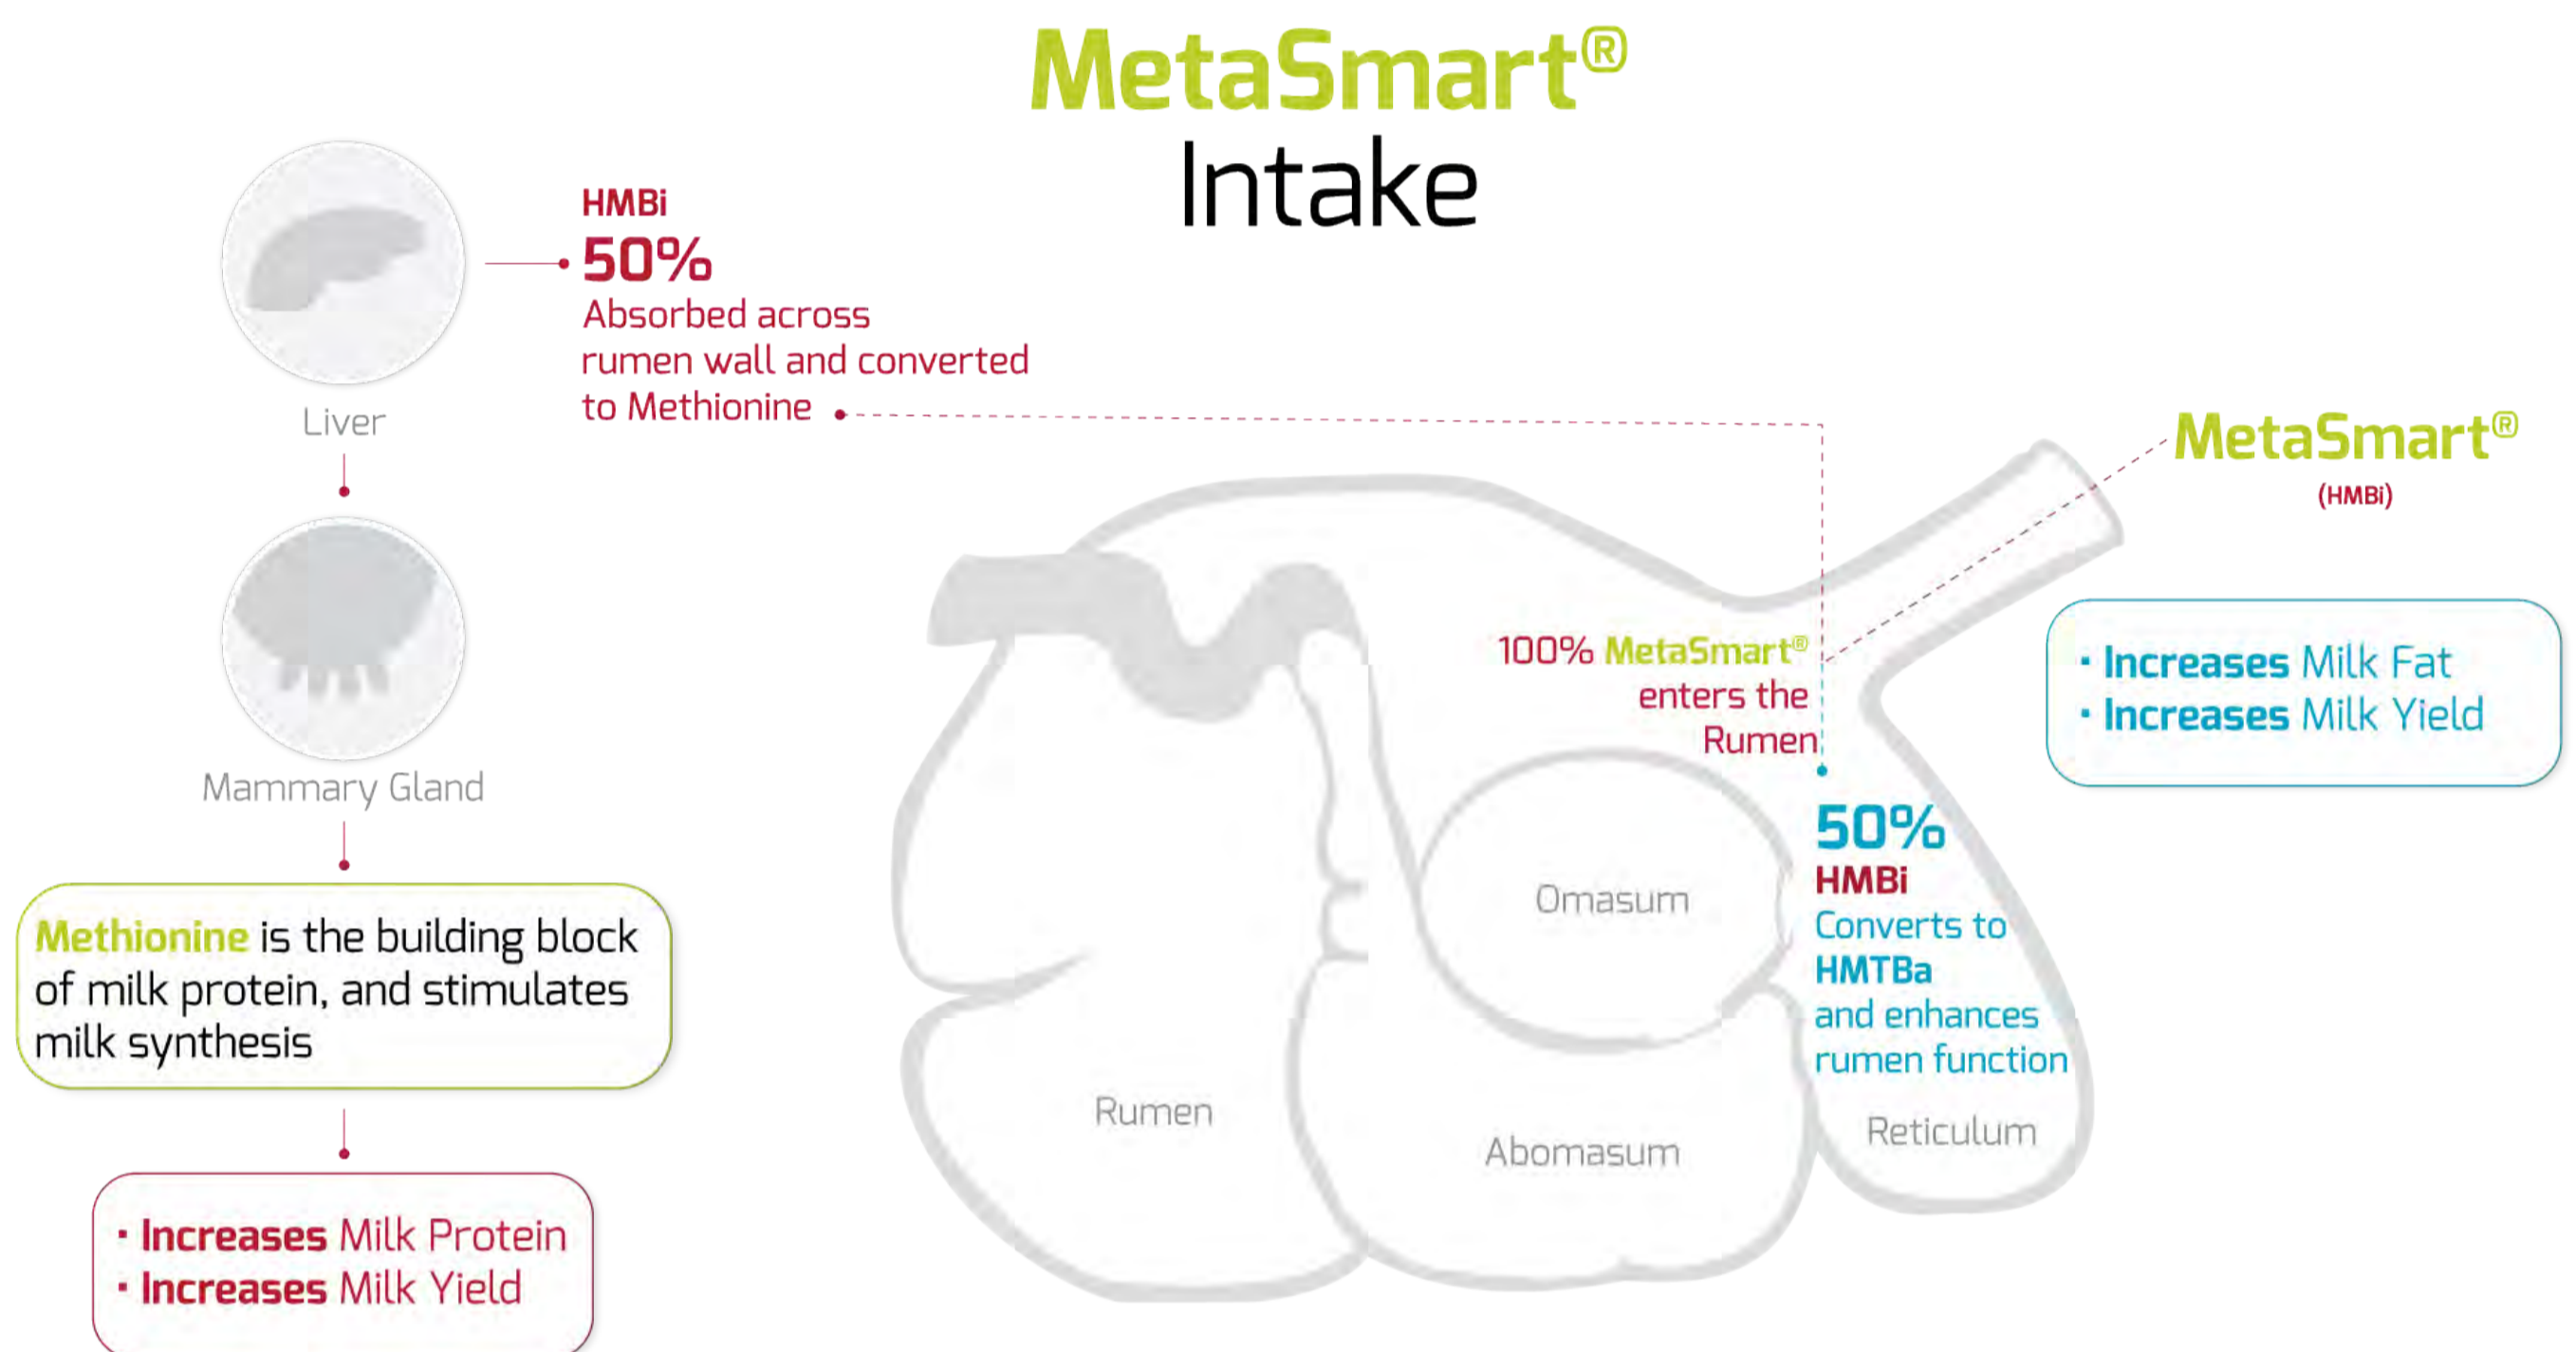 MetaSmart®
Intake
HMBi
50%
Absorbed across
rumen wall and converted
to Methionine
Liver
Mammary Gland
Methionine is the building block
of milk protein, and stimulates
milk synthesis
· Increases Milk Protein
· Increases Milk Yield
MetaSmart®
(HMBi)
100% MetaSmart®
enters the
Rumen
· Increases Milk Fat
· Increases Milk Yield
50%
HMBi
Converts to
HMTBa
and enhances
rumen function
Omasum
Rumen
Abomasum
Reticulum